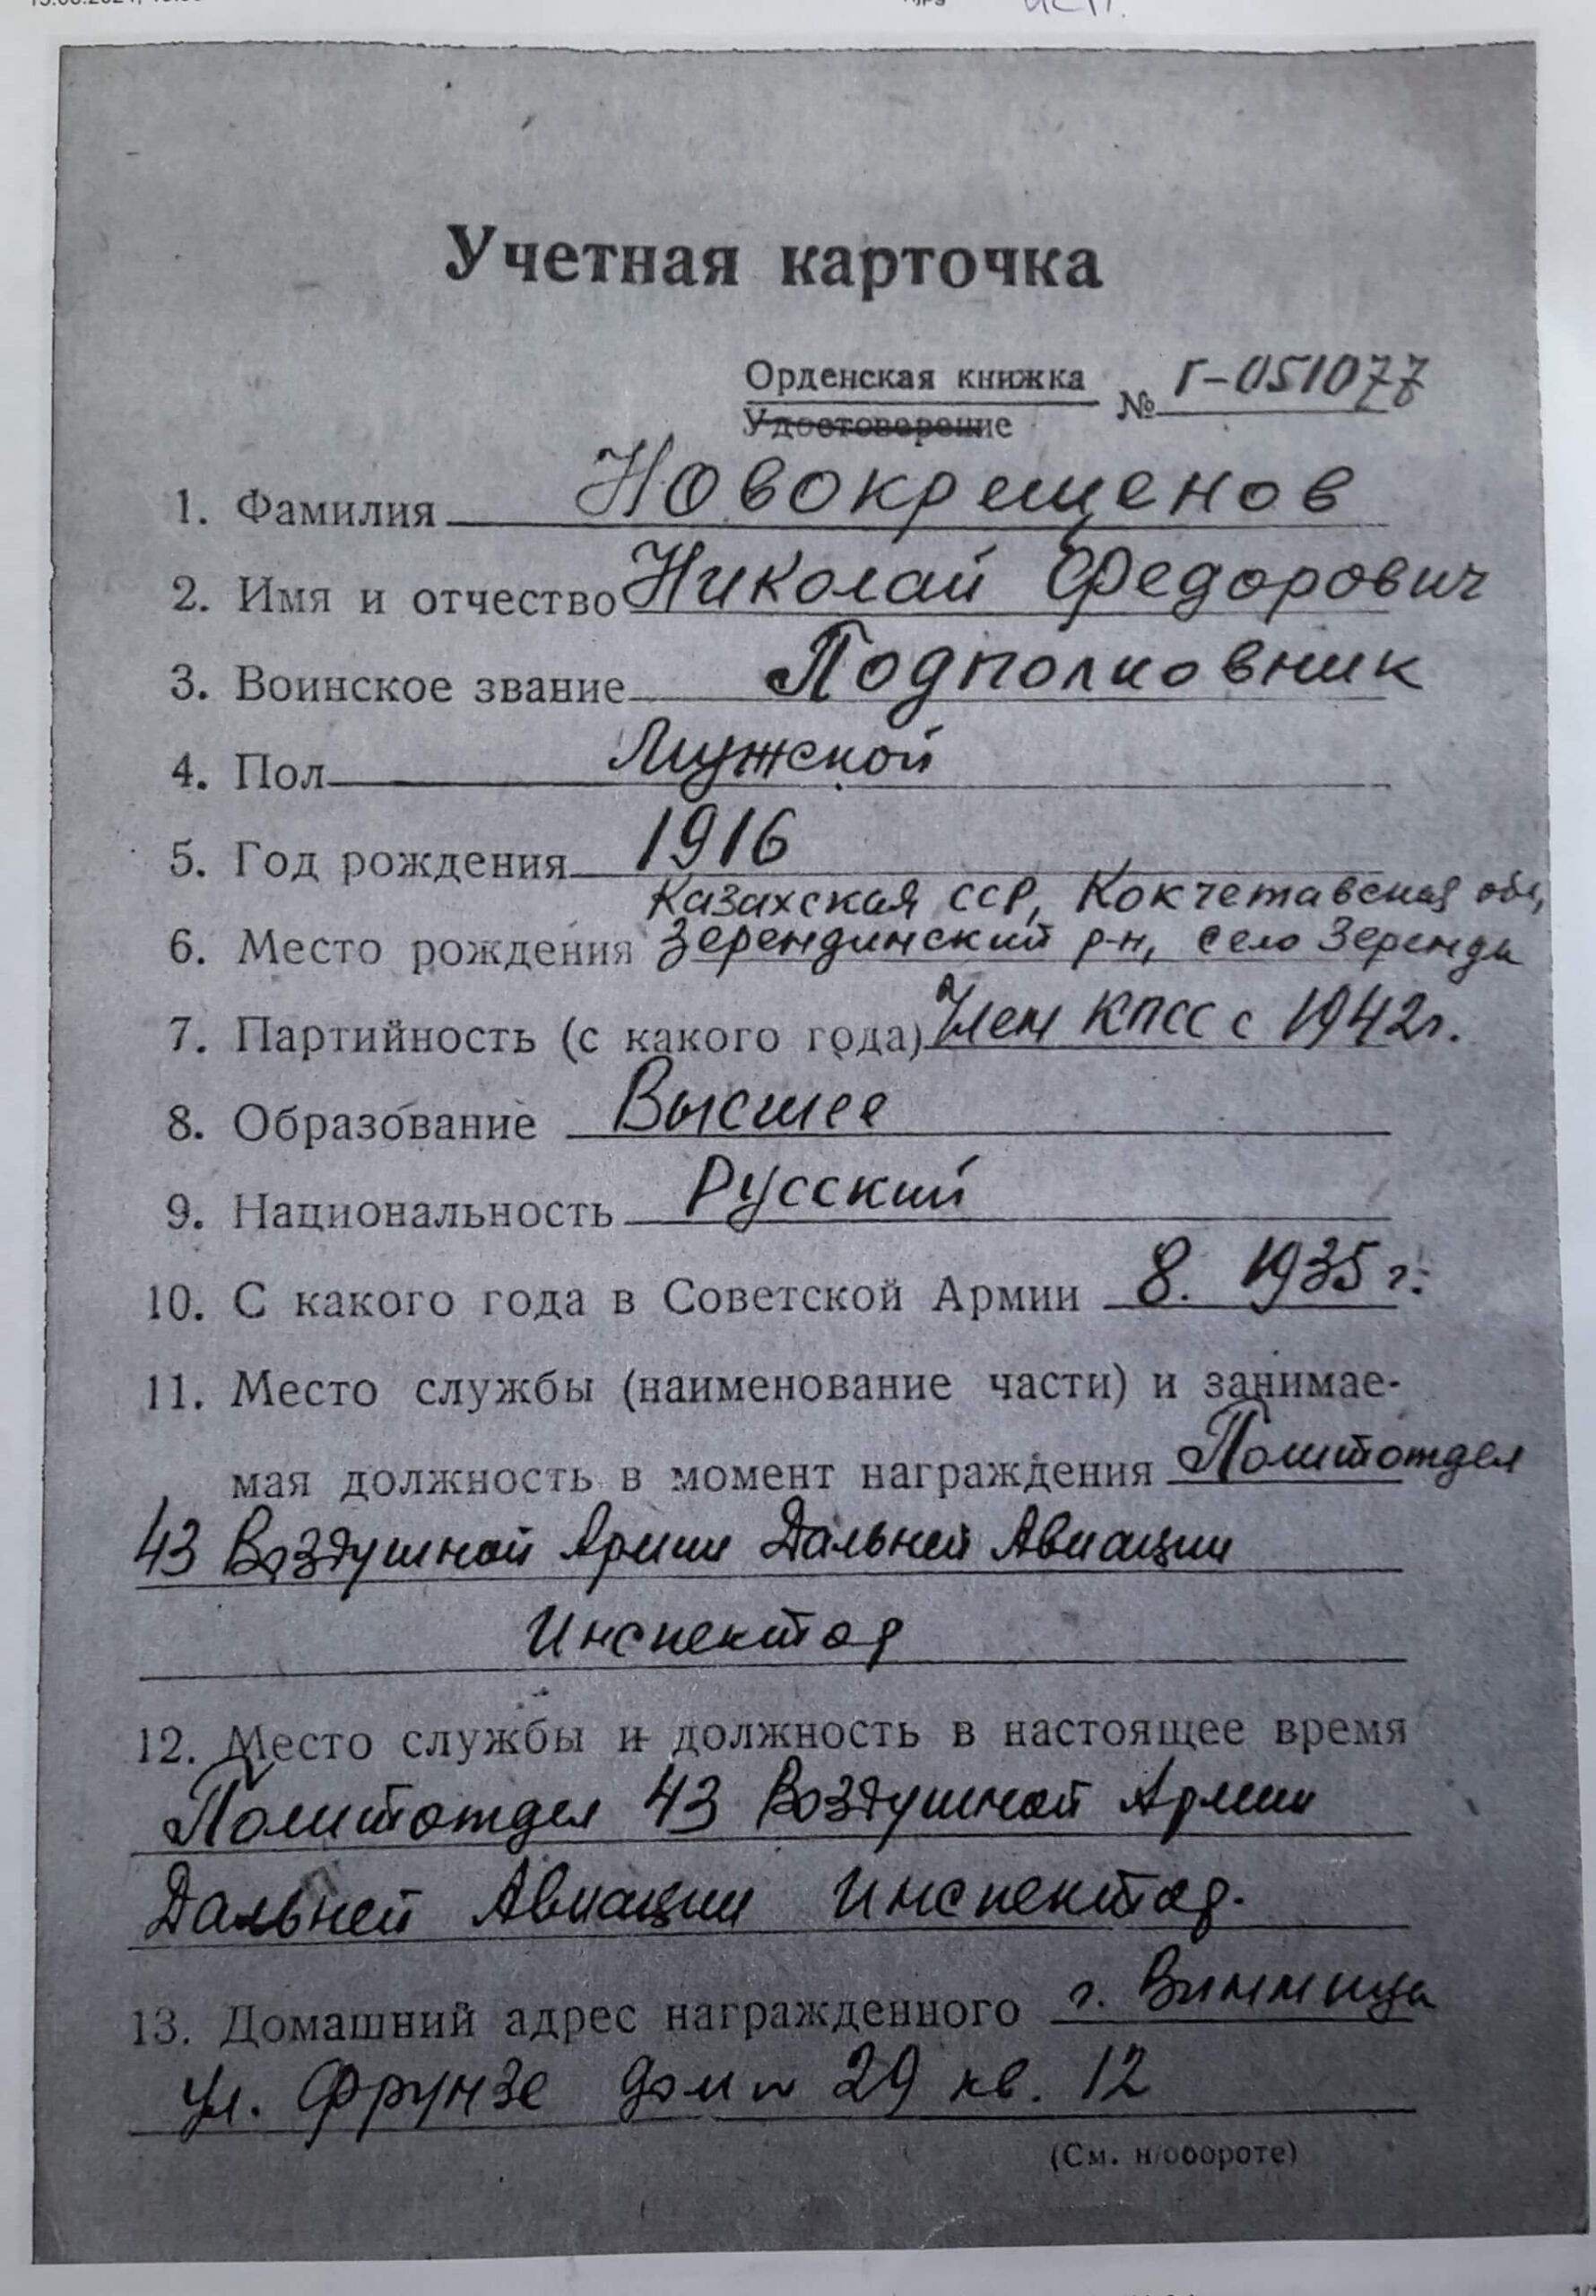 Учетная карточка
Орденская книжка № Г-051077
Удостоверение
1. Фамилия Новокрещенов
2. Имя и отчество Николай Федорович
3. Воинское звание Подполковник
4. Пол Мужской
5. Год рождения 1916
Казахская ССР, Кокчетавская обл,
6. Место рождения Зерендинский р-н, село Зеренды
7. Партийность (с какого года) Член КПСС с 1942г.
8. Образование Высшее
9. Национальность Русский
10. С какого года в Советской Армии 8. 1935 г.
11. Место службы (наименование части) и занимае-
мая должность в момент награждения Политотдел
43 Воздушной Армии Дальней Авиации
Инспектор
12. Место службы и должность в настоящее время
Политотдел 43 Воздушной Армии
Дальней Авиации Инспектор.
13. Домашний адрес награжденного г. Винница
ул. Фрунзе дом № 29 кв. 12
(См. н/обороте)